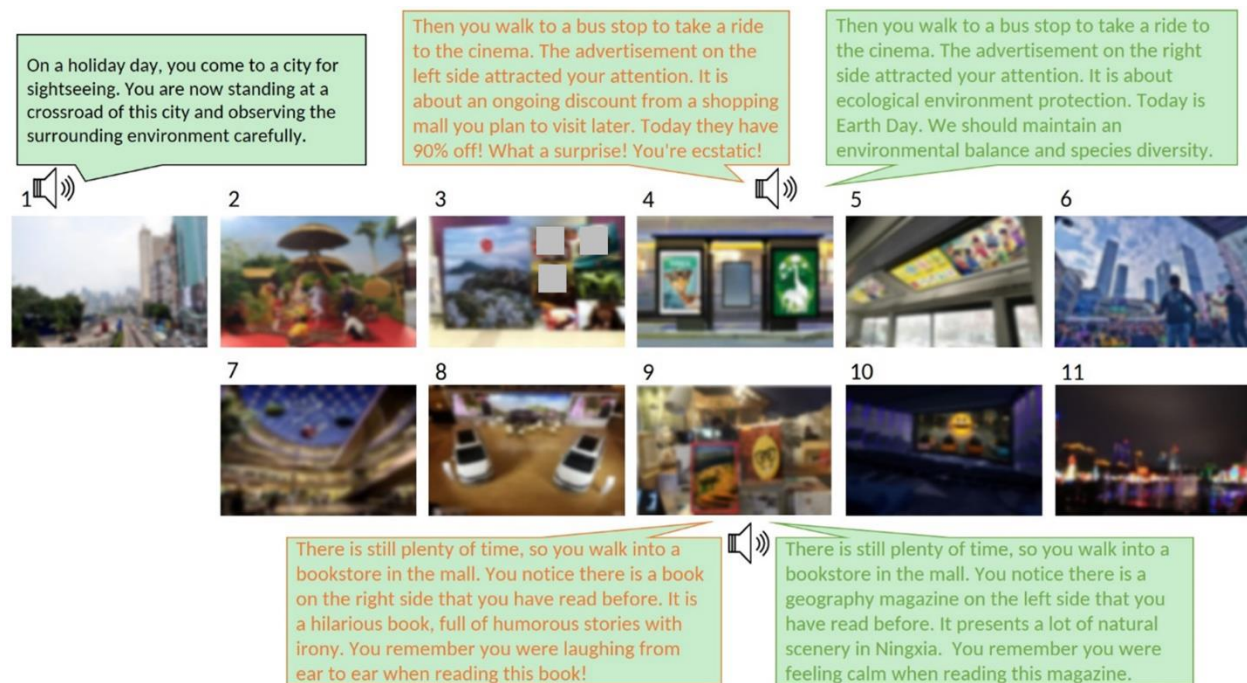 On a holiday day, you come to a city for
sightseeing. You are now standing at a
crossroad of this city and observing the
surrounding environment carefully.
Then you walk to a bus stop to take a ride
to the cinema. The advertisement on the
left side attracted your attention. It is
about an ongoing discount from a shopping
mall you plan to visit later. Today they have
90% off! What a surprise! You're ecstatic!
Then you walk to a bus stop to take a ride
to the cinema. The advertisement on the right
side attracted your attention. It is about
ecological environment protection. Today is
Earth Day. We should maintain an
environmental balance and species diversity.
1
2
3
4
5
6
7
8
9
10
11
There is still plenty of time, so you walk into a
bookstore in the mall. You notice there is a book
on the right side that you have read before. It is
a hilarious book, full of humorous stories with
irony. You remember you were laughing from
ear to ear when reading this book!
There is still plenty of time, so you walk into a
bookstore in the mall. You notice there is a
geography magazine on the left side that you
have read before. It presents a lot of natural
scenery in Ningxia. You remember you were
feeling calm when reading this magazine.